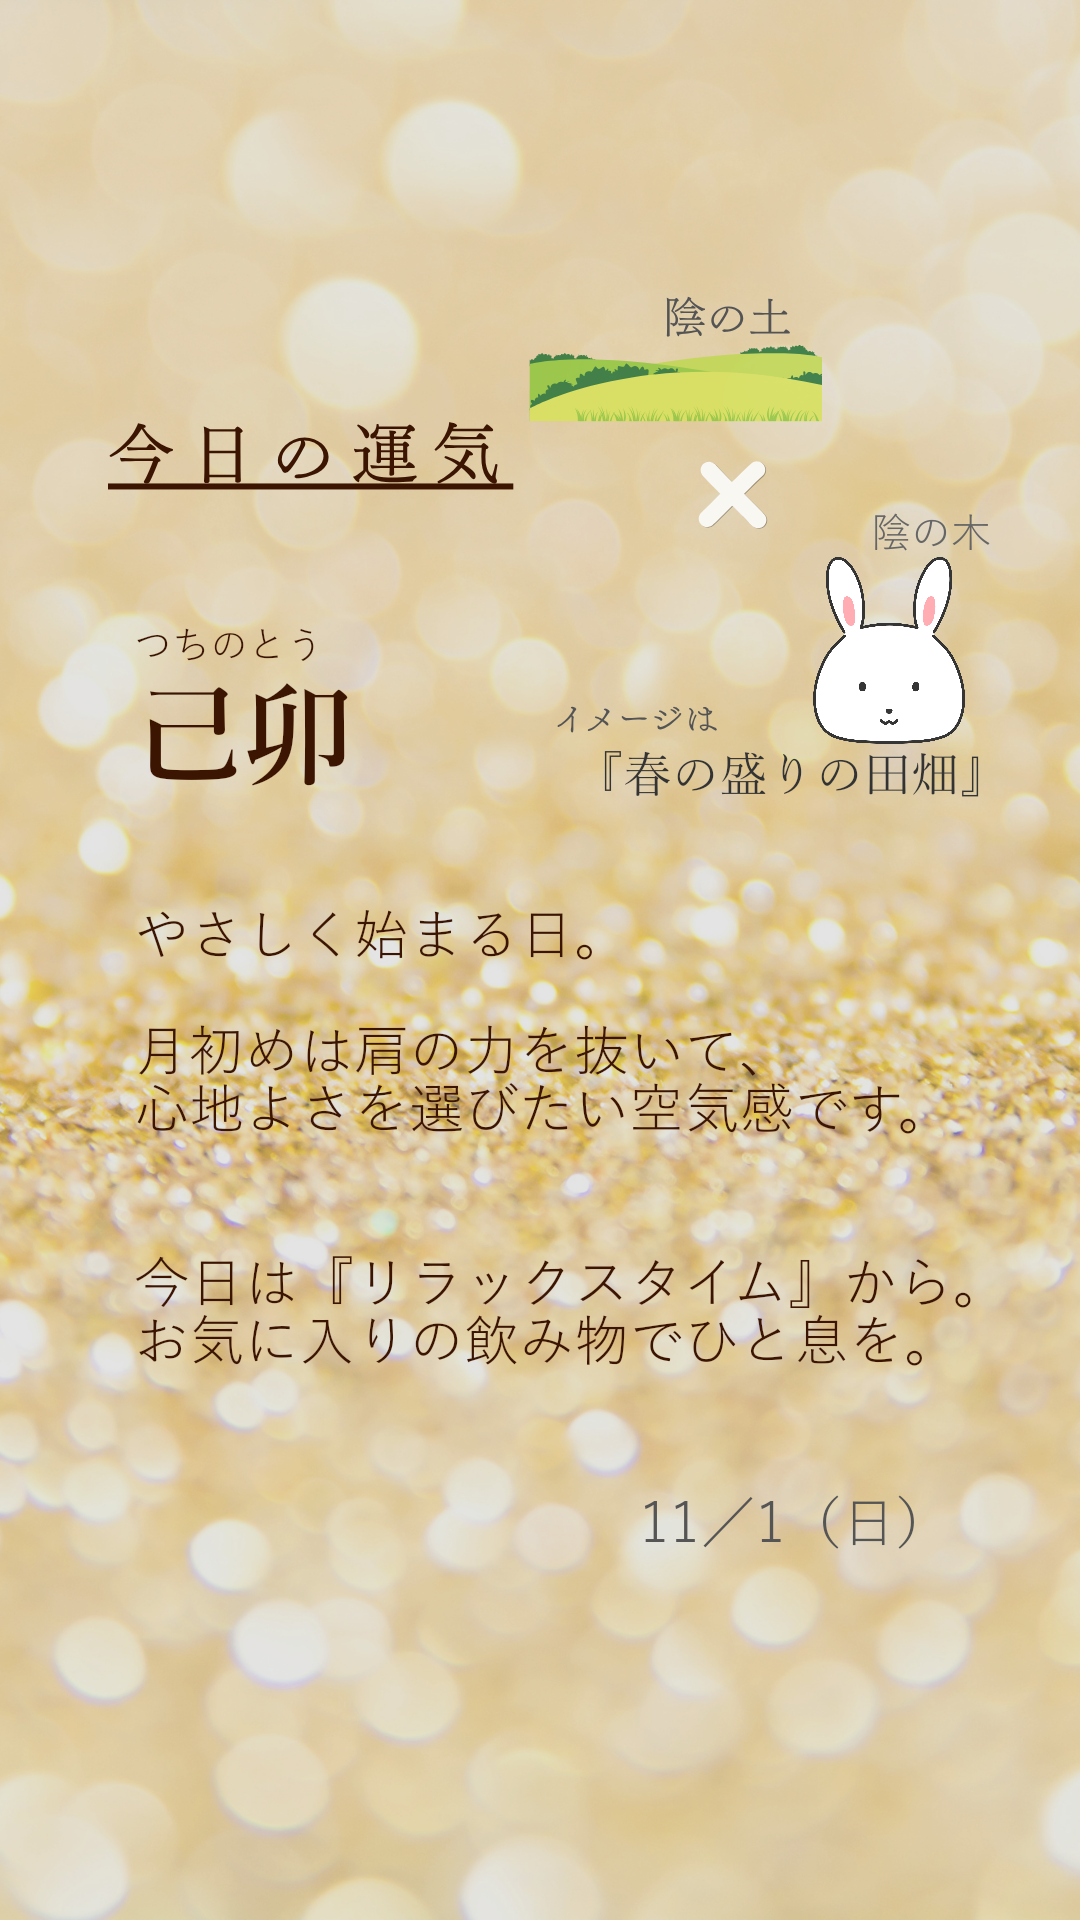 陰の土
今日の運気
陰の木
つちのとう
己卯
イメージは
『春の盛りの田畑』
やさしく始まる日。
月初めは肩の力を抜いて、
心地よさを選びたい空気感です。
今日は『リラックスタイム』から。
お気に入りの飲み物でひと息を。
11／1（日）